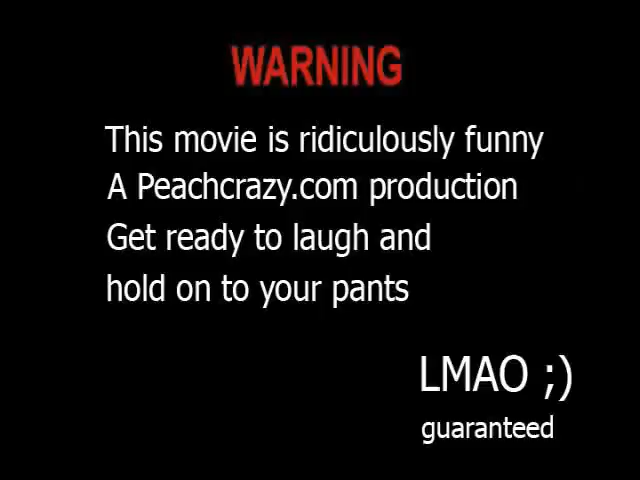 WARNING
This movie is ridiculously funny
A Peachcrazy.com production
Get ready to laugh and
hold on to your pants
LMAO ;)
guaranteed